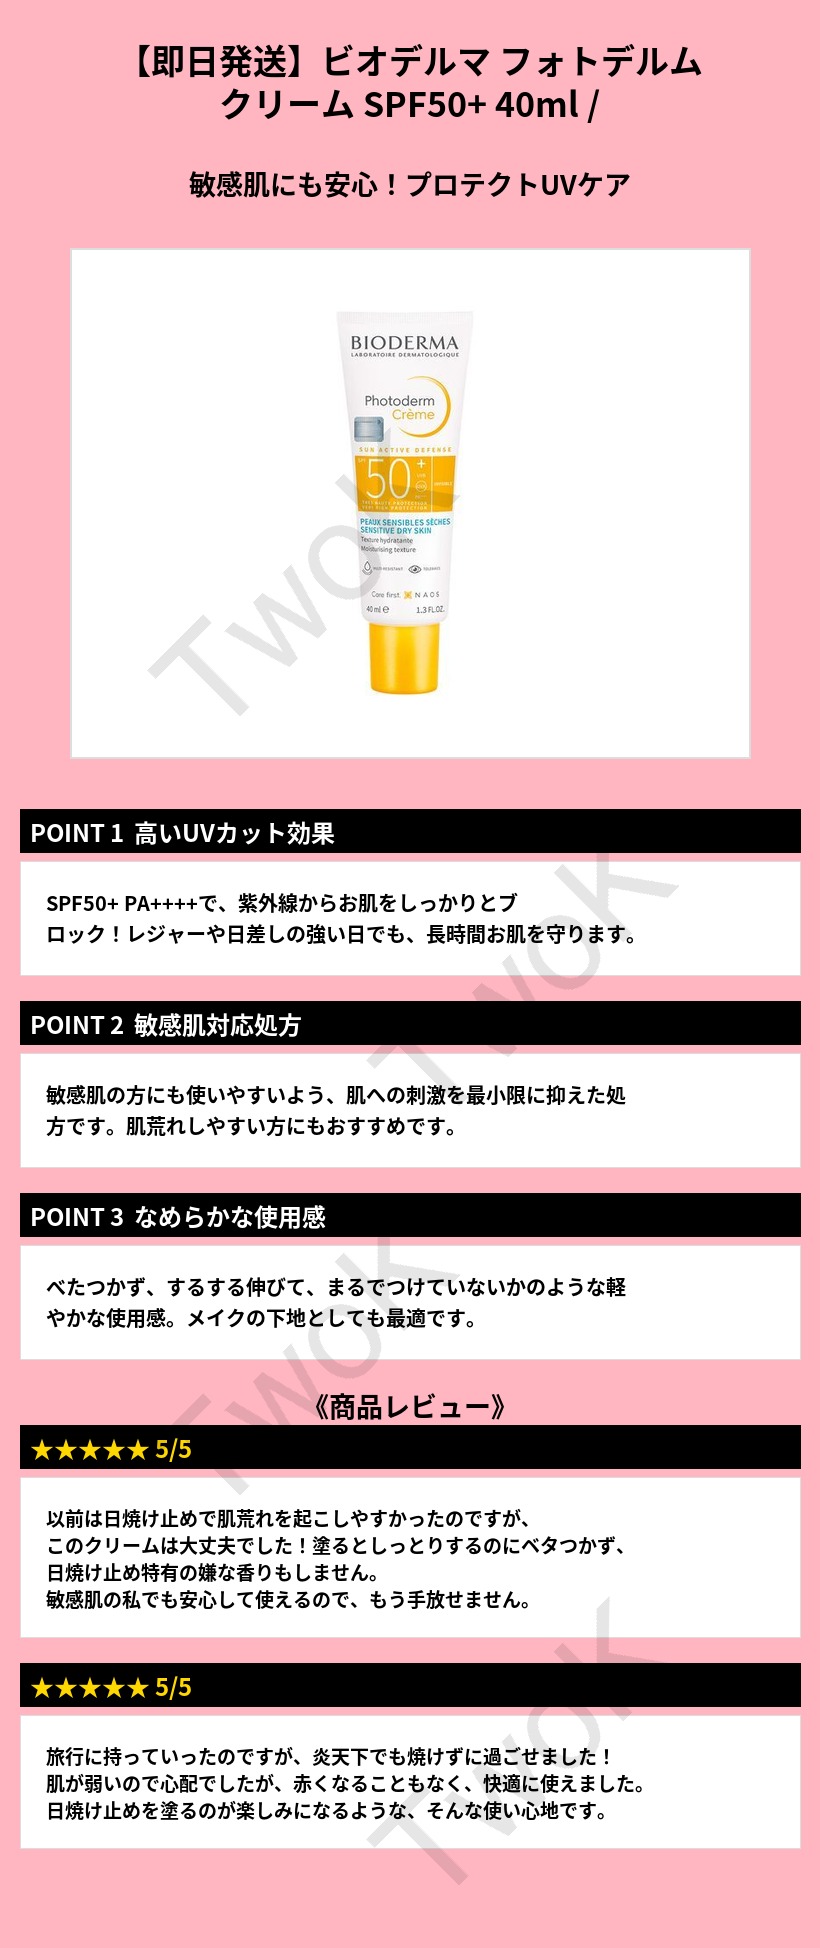 【即日発送】ビオデルマ フォトデルム
クリーム SPF50+ 40ml /
敏感肌にも安心！プロテクトUVケア
BIODERMA
LABORATOIRE DERMATOLOGIQUE
Photoderm
Crème
SUN ACTIVE DEFENSE
50+
PEAUX SENSIBLES SÈCHES
SENSITIVE DRY SKIN
Texture hydratante
Moisturising texture
Care first. NAOS
40 ml ℮ 1.3 FL.OZ.
TwoK
POINT 1 高いUVカット効果
SPF50+ PA++++で、紫外線からお肌をしっかりとブ
ロック！レジャーや日差しの強い日でも、長時間お肌を守ります。
TwoK
POINT 2 敏感肌対応処方
敏感肌の方にも使いやすいよう、肌への刺激を最小限に抑えた処
方です。肌荒れしやすい方にもおすすめです。
POINT 3 なめらかな使用感
べたつかず、するする伸びて、まるでつけていないかのような軽
やかな使用感。メイクの下地としても最適です。
TwoK
《商品レビュー》
★★★★★ 5/5
以前は日焼け止めで肌荒れを起こしやすかったのですが、
このクリームは大丈夫でした！塗るとしっとりするのにベタつかず、
日焼け止め特有の嫌な香りもしません。
敏感肌の私でも安心して使えるので、もう手放せません。
★★★★★ 5/5
旅行に持っていったのですが、炎天下でも焼けずに過ごせました！
肌が弱いので心配でしたが、赤くなることもなく、快適に使えました。
日焼け止めを塗るのが楽しみになるような、そんな使い心地です。
TwoK